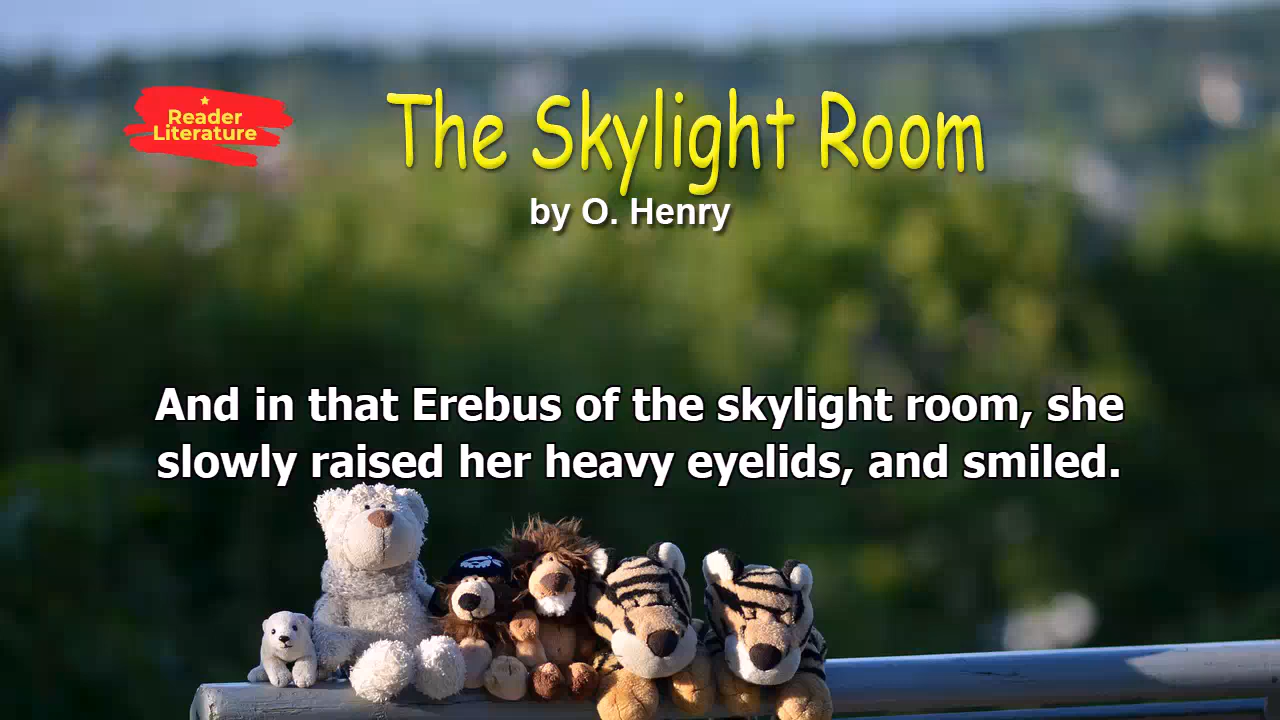 Reader
Literature
The Skylight Room
by O. Henry
And in that Erebus of the skylight room, she
slowly raised her heavy eyelids, and smiled.